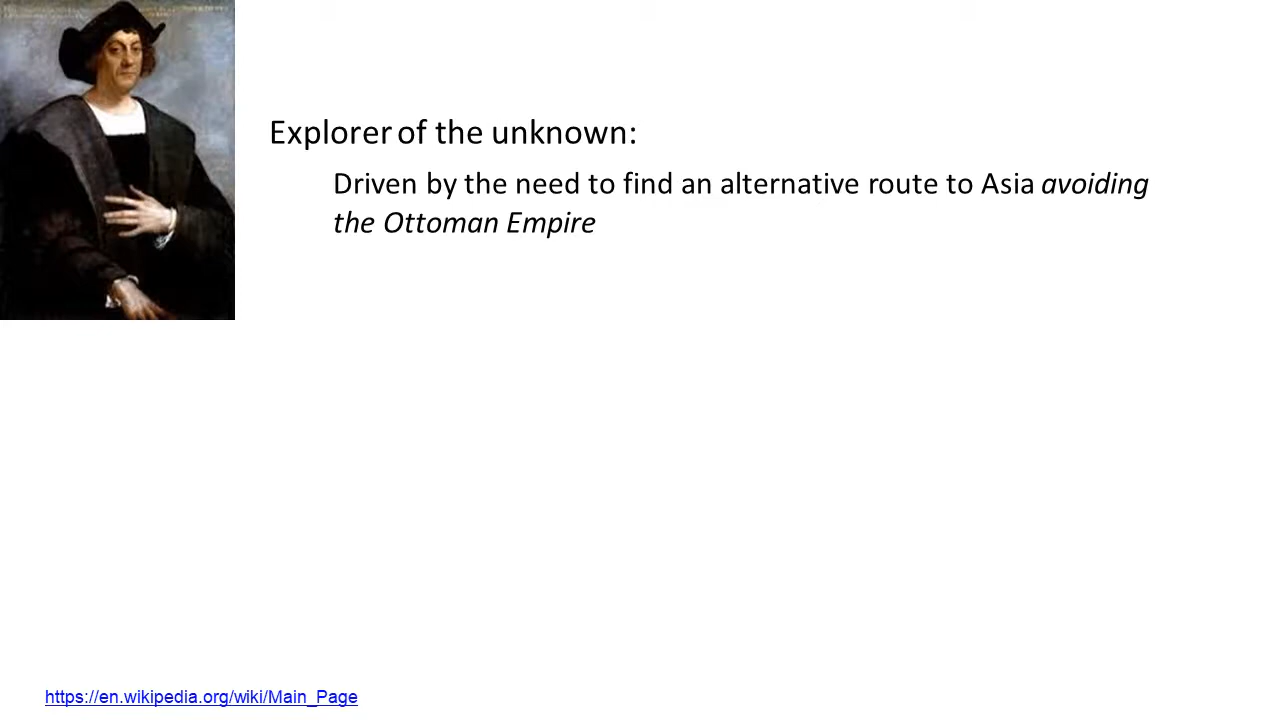 Explorer of the unknown:
Driven by the need to find an alternative route to Asia avoiding
the Ottoman Empire
https://en.wikipedia.org/wiki/Main_Page